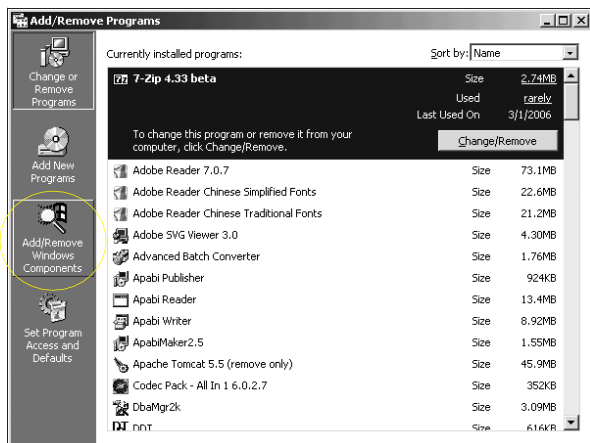 Add/Remove Programs
Change or
Remove
Programs
Add New
Programs
Add/Remove
Windows
Components
Set Program
Access and
Defaults
Currently installed programs:
Sort by: Name
7-Zip 4.33 beta Size 2.74MB
Used rarely
Last Used On 3/1/2006
To change this program or remove it from your
computer, click Change/Remove.
Change/Remove
Adobe Reader 7.0.7 Size 73.1MB
Adobe Reader Chinese Simplified Fonts Size 22.6MB
Adobe Reader Chinese Traditional Fonts Size 21.2MB
Adobe SVG Viewer 3.0 Size 4.30MB
Advanced Batch Converter Size 1.76MB
Apabi Publisher Size 924KB
Apabi Reader Size 13.4MB
Apabi Writer Size 8.92MB
ApabiMaker2.5 Size 1.55MB
Apache Tomcat 5.5 (remove only) Size 45.9MB
Codec Pack - All In 1 6.0.2.7 Size 352KB
DbaMgr2k Size 3.09MB
DDT Size 616KB